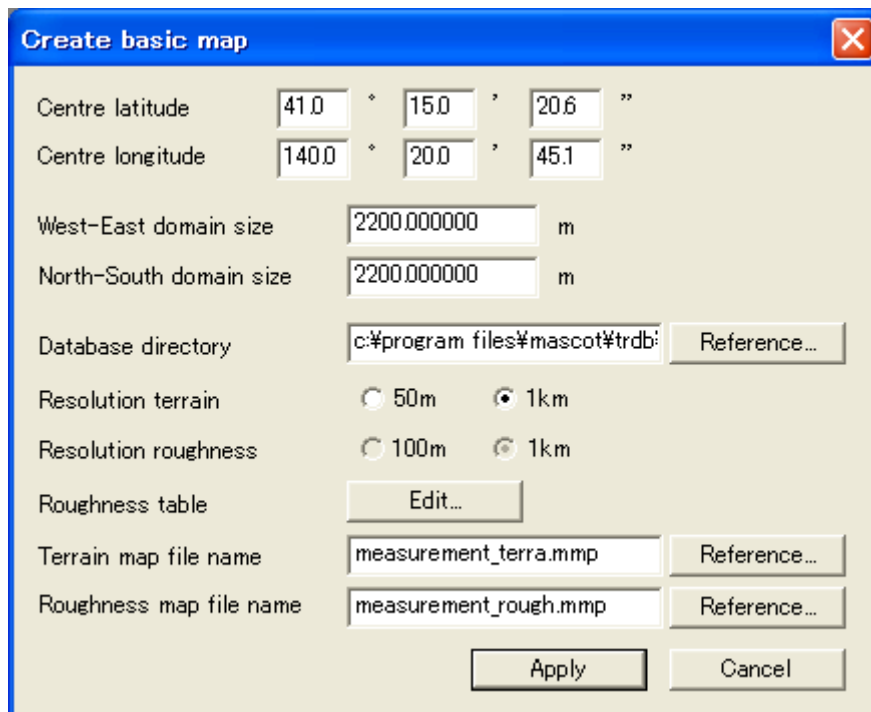 Create basic map
Centre latitude 41.0 ° 15.0 ’ 20.6 ”
Centre longitude 140.0 ° 20.0 ’ 45.1 ”
West-East domain size 2200.000000 m
North-South domain size 2200.000000 m
Database directory c:¥program files¥mascot¥trdb Reference...
Resolution terrain 50m 1km
Resolution roughness 100m 1km
Roughness table Edit...
Terrain map file name measurement_terra.mmp Reference...
Roughness map file name measurement_rough.mmp Reference...
Apply Cancel